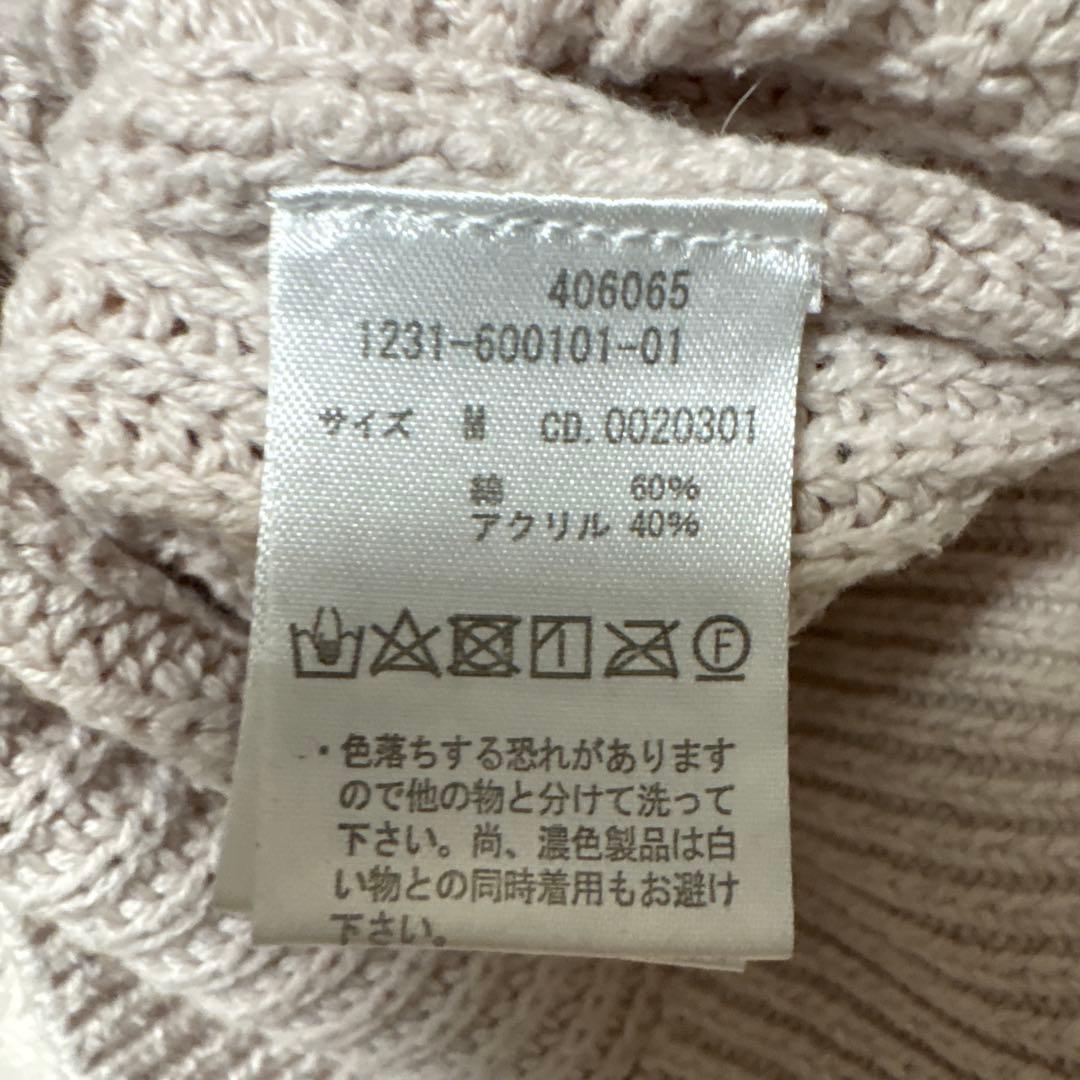 406065
1231-600101-01
サイズ M CD. 0020301
綿 60%
アクリル 40%
F
・色落ちする恐れがあります
ので他の物と分けて洗って
下さい。尚、濃色製品は白
い物との同時着用もお避け
下さい。